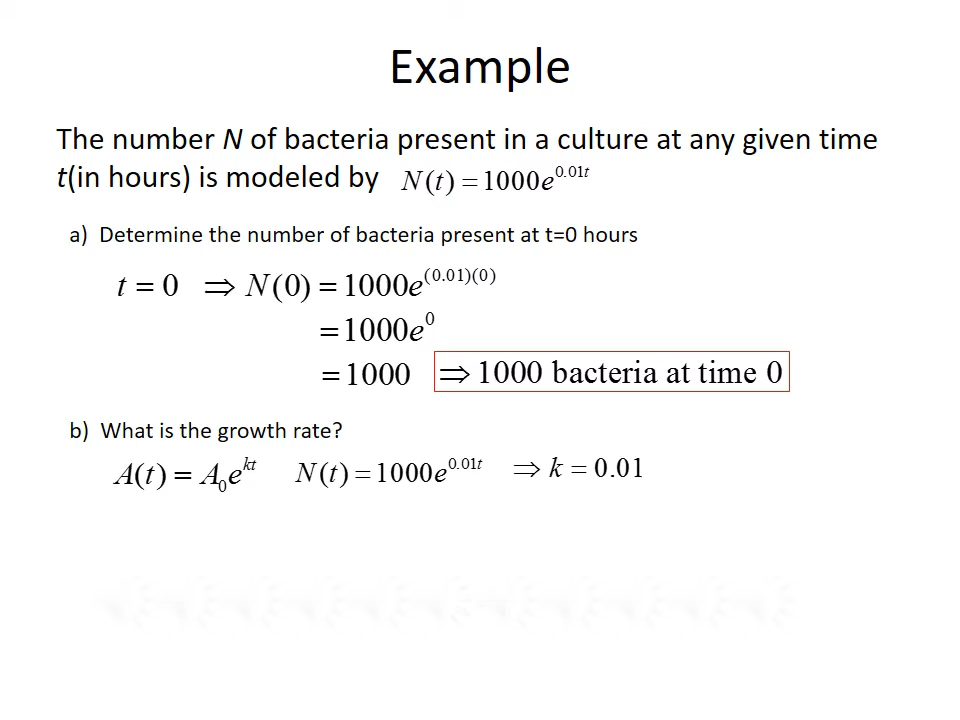 Example
The number N of bacteria present in a culture at any given time
t(in hours) is modeled by N(t) = 1000e^{0.01t}
a) Determine the number of bacteria present at t=0 hours
t = 0 ⇒ N(0) = 1000e^{(0.01)(0)}
= 1000e^{0}
= 1000 ⇒ 1000 bacteria at time 0
b) What is the growth rate?
A(t) = A_{0}e^{kt} N(t) = 1000e^{0.01t} ⇒ k = 0.01